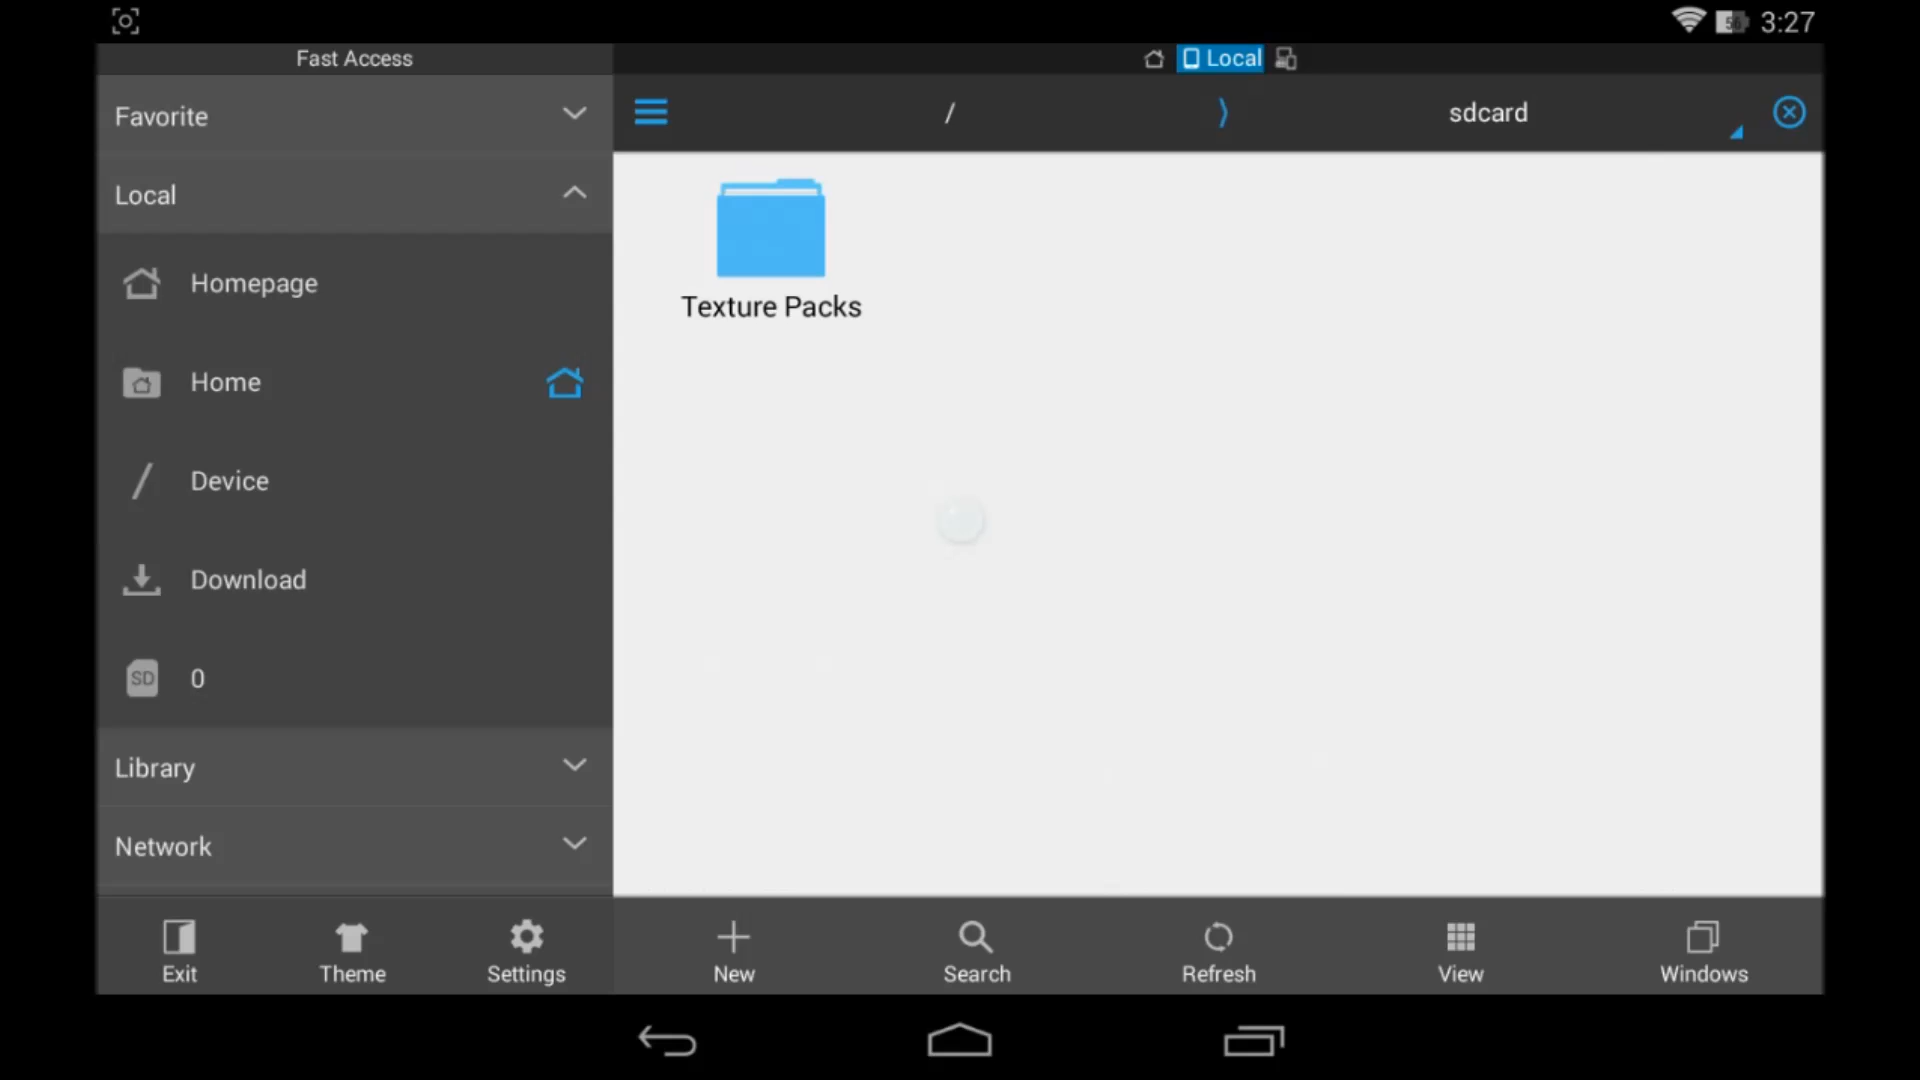 3:27
Fast Access
Local
Favorite
/
sdcard
Local
Homepage
Texture Packs
Home
Device
Download
SD
0
Library
Network
Exit
Theme
Settings
New
Search
Refresh
View
Windows